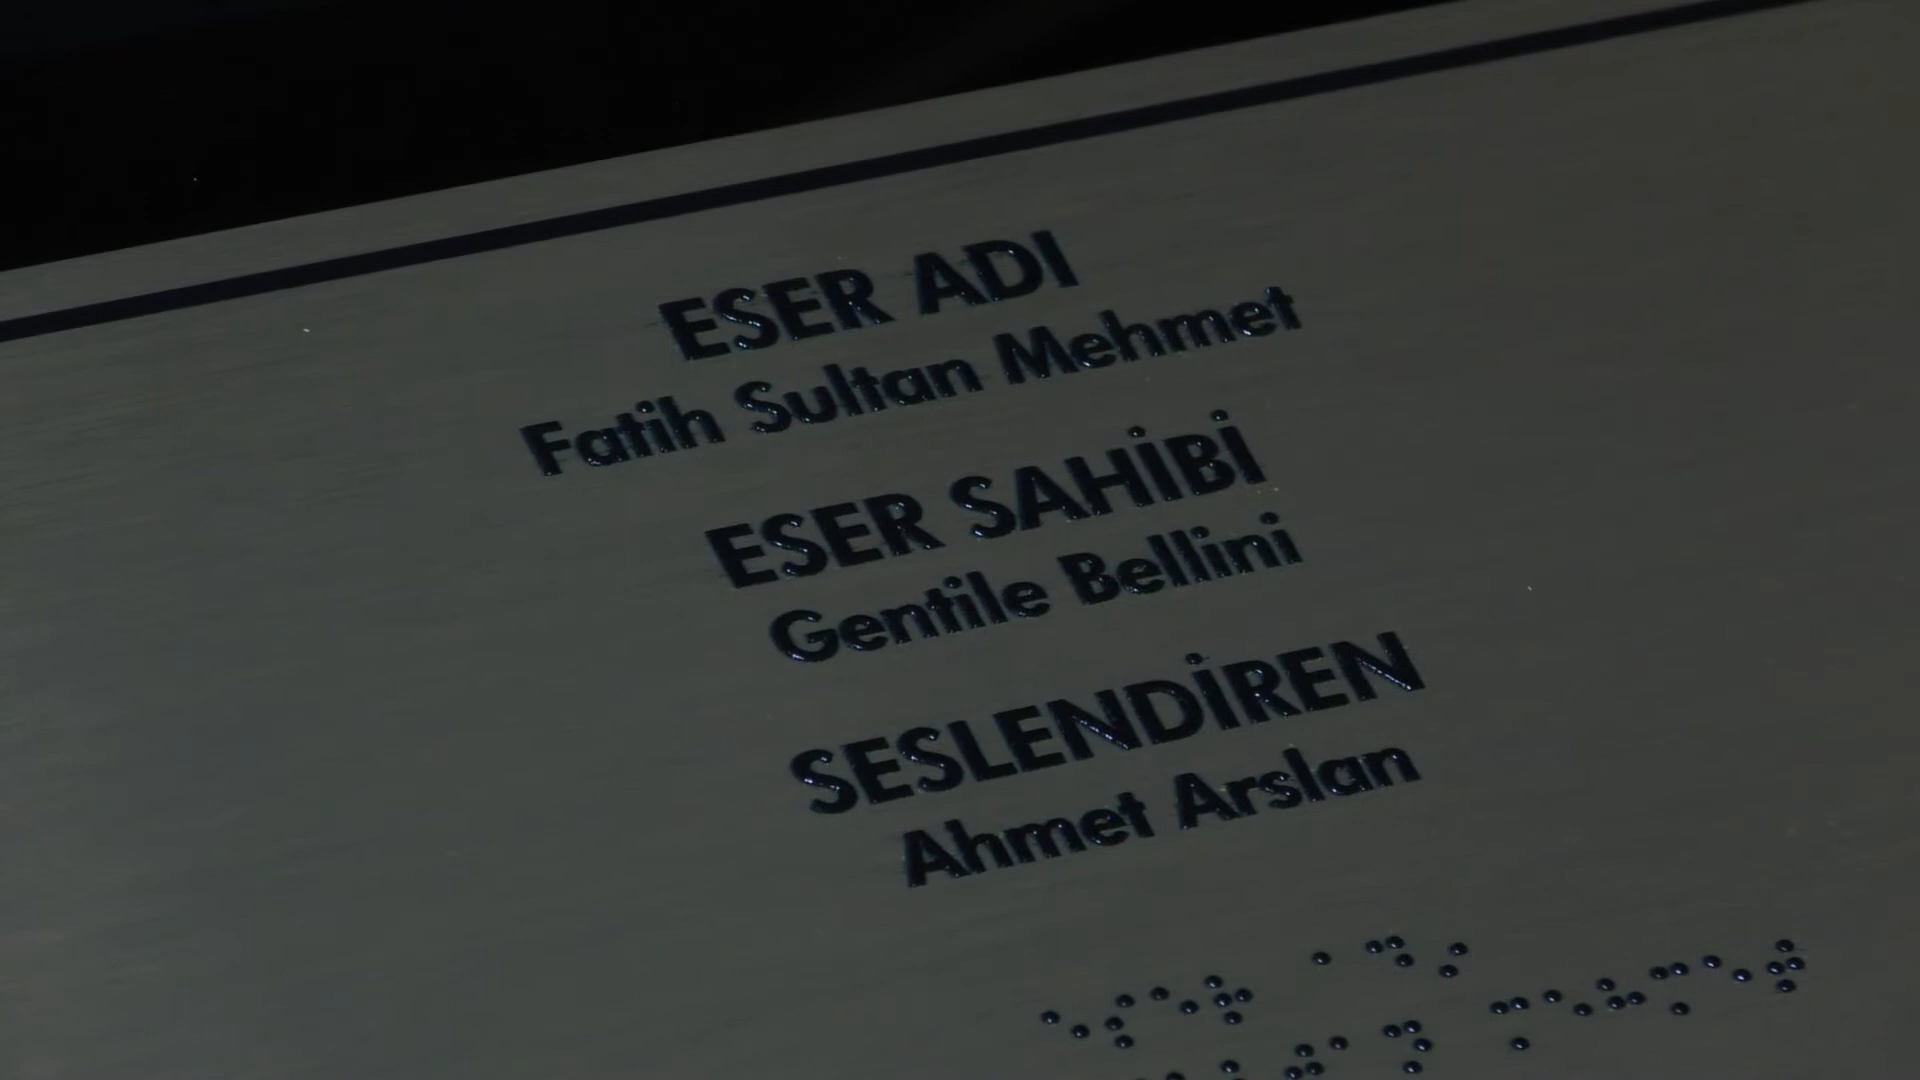 ESER ADI
Fatih Sultan Mehmet
ESER SAHİBİ
Gentile Bellini
SESLENDİREN
Ahmet Arslan